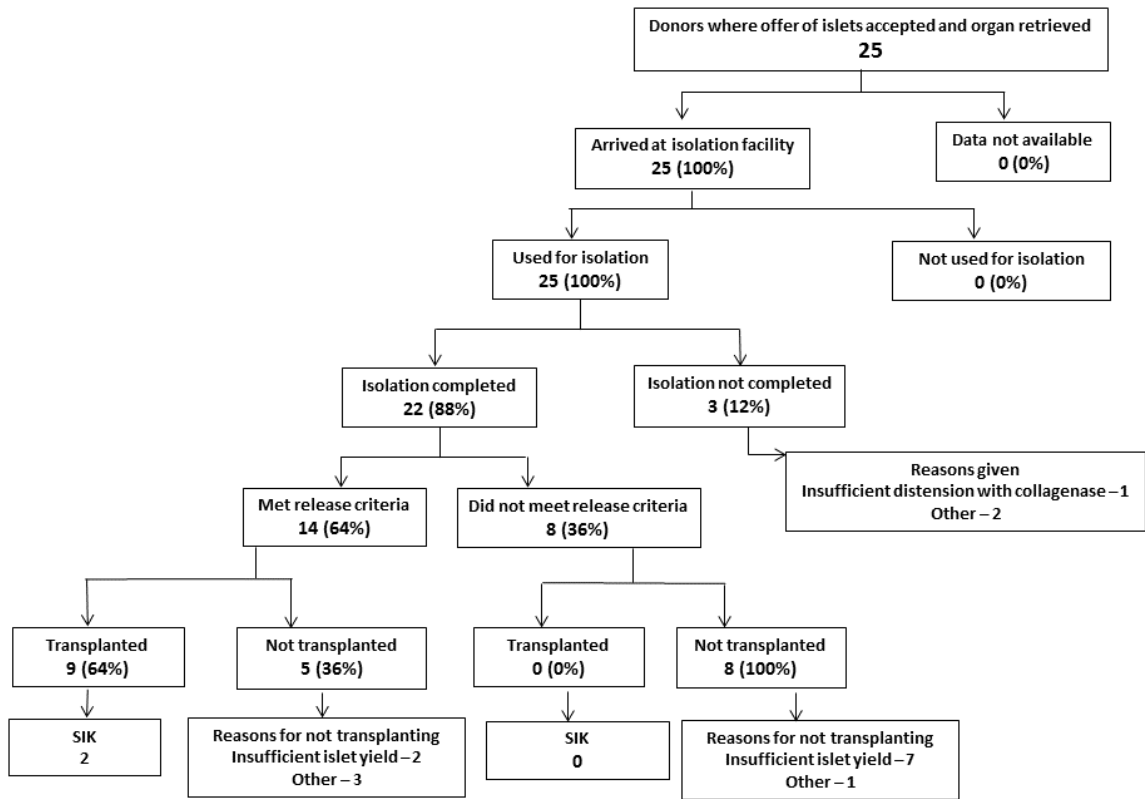 Donors where offer of islets accepted and organ retrieved
25
Arrived at isolation facility
25 (100%)
Data not available
0 (0%)
Used for isolation
25 (100%)
Not used for isolation
0 (0%)
Isolation completed
22 (88%)
Isolation not completed
3 (12%)
Reasons given
Insufficient distension with collagenase – 1
Other – 2
Met release criteria
14 (64%)
Did not meet release criteria
8 (36%)
Transplanted
9 (64%)
Not transplanted
5 (36%)
Transplanted
0 (0%)
Not transplanted
8 (100%)
SIK
2
Reasons for not transplanting
Insufficient islet yield – 2
Other – 3
SIK
0
Reasons for not transplanting
Insufficient islet yield – 7
Other – 1